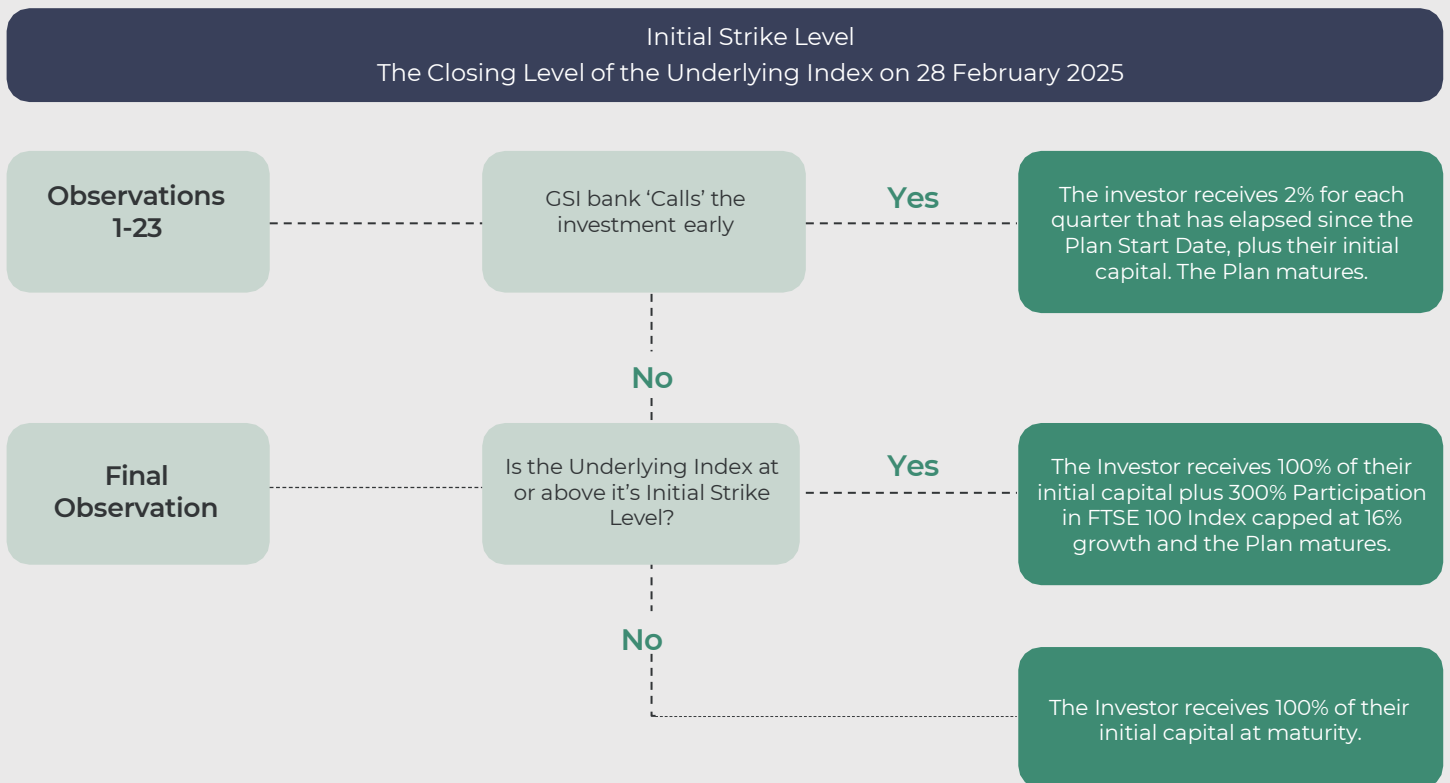 Initial Strike Level
The Closing Level of the Underlying Index on 28 February 2025
Observations
1-23
GSI bank ‘Calls’ the
investment early
Yes
The investor receives 2% for each
quarter that has elapsed since the
Plan Start Date, plus their initial
capital. The Plan matures.
No
Final
Observation
Is the Underlying Index at
or above it’s Initial Strike
Level?
Yes
The Investor receives 100% of their
initial capital plus 300% Participation
in FTSE 100 Index capped at 16%
growth and the Plan matures.
No
The Investor receives 100% of their
initial capital at maturity.